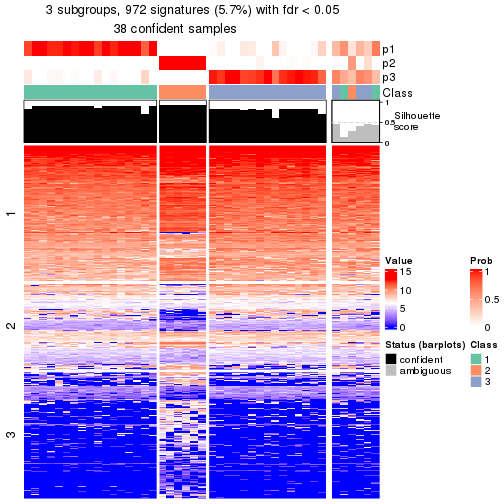 3 subgroups, 972 signatures (5.7%) with fdr < 0.05
38 confident samples
p1
p2
p3
Class
1
0.5
0
Silhouette
score
1
2
3
Value
15
10
5
0
Prob
1
0.5
0
Status (barplots)
confident
ambiguous
Class
1
2
3